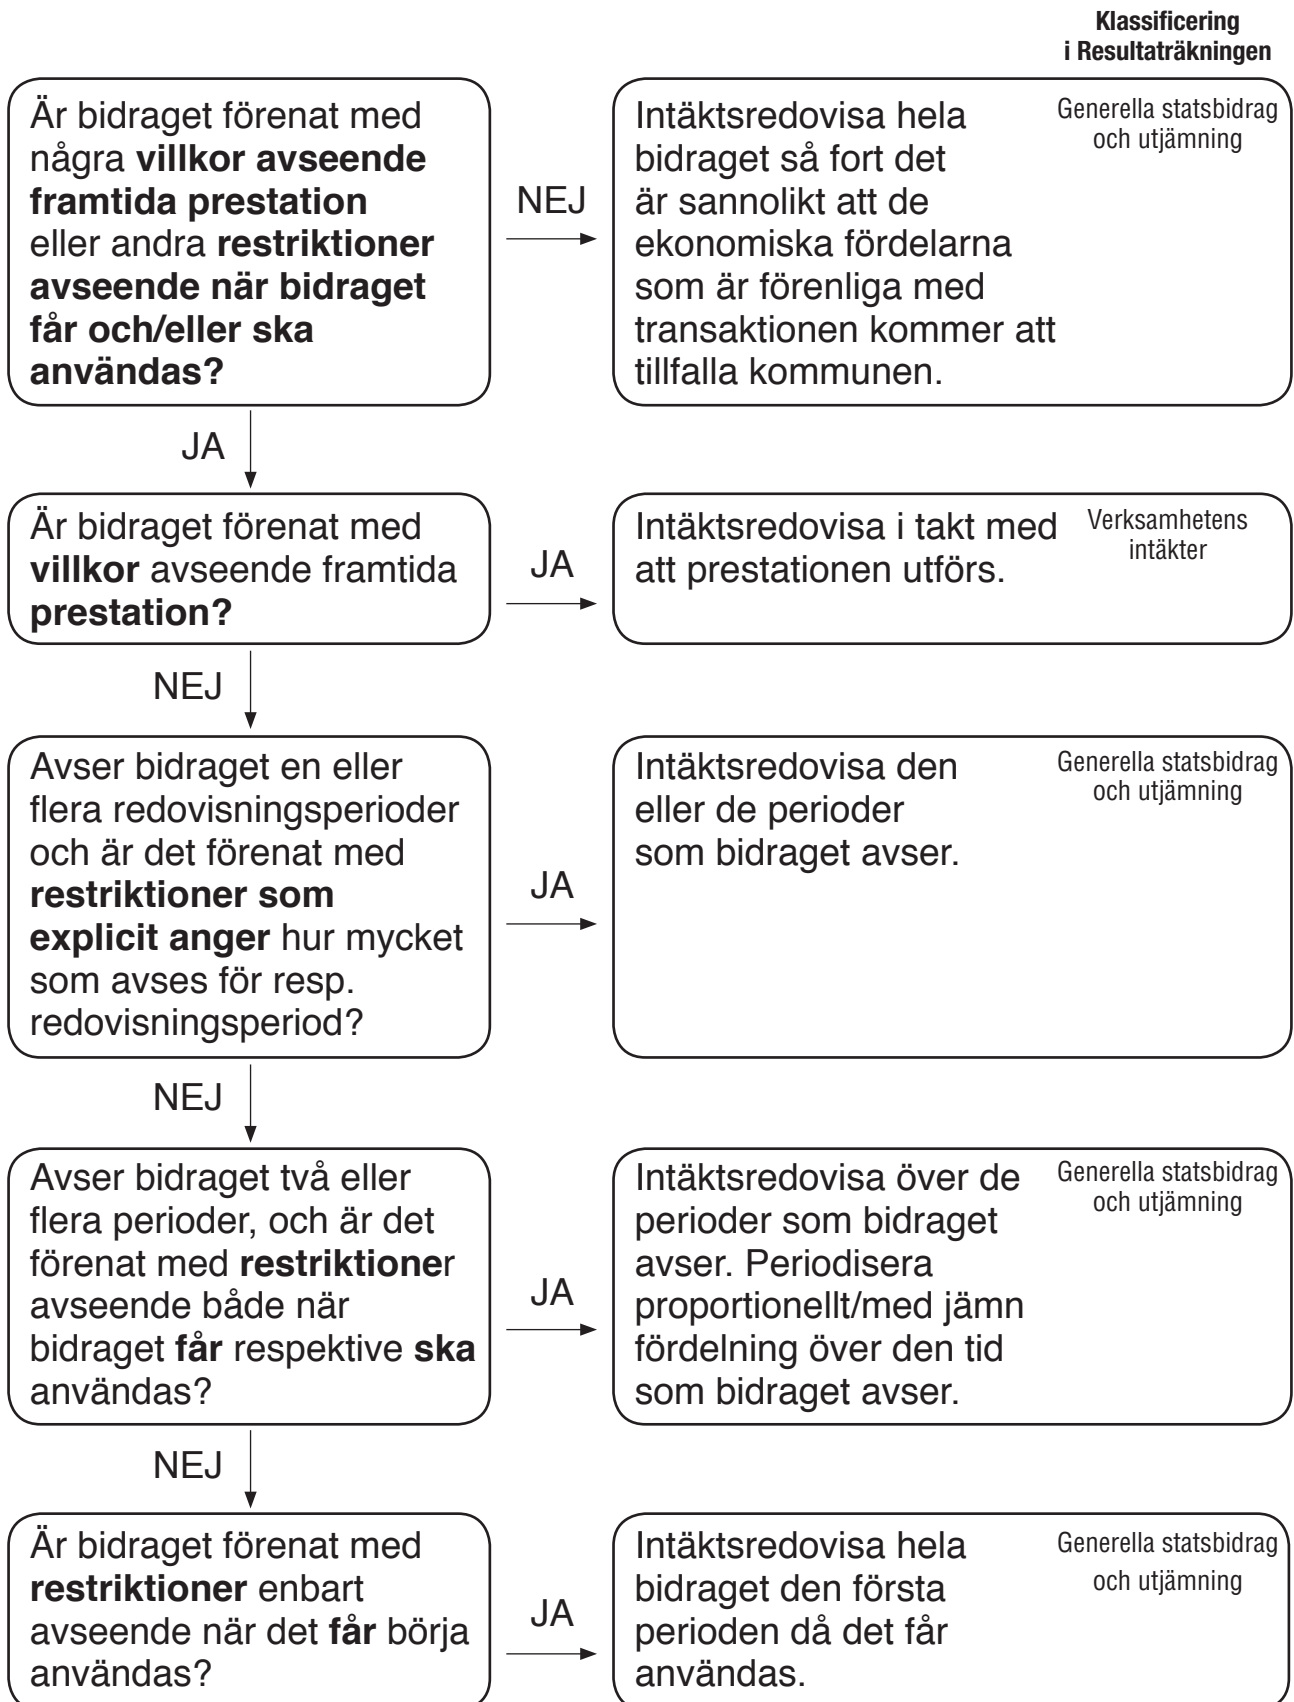 Klassificering
i Resultaträkningen
Är bidraget förenat med
några villkor avseende
framtida prestation
eller andra restriktioner
avseende när bidraget
får och/eller ska
användas?
NEJ
Intäktsredovisa hela
bidraget så fort det
är sannolikt att de
ekonomiska fördelarna
som är förenliga med
transaktionen kommer att
tillfalla kommunen.
Generella statsbidrag
och utjämning
JA
Är bidraget förenat med
villkor avseende framtida
prestation?
JA
Intäktsredovisa i takt med
att prestationen utförs.
Verksamhetens
intäkter
NEJ
Avser bidraget en eller
flera redovisningsperioder
och är det förenat med
restriktioner som
explicit anger hur mycket
som avses för resp.
redovisningsperiod?
JA
Intäktsredovisa den
eller de perioder
som bidraget avser.
Generella statsbidrag
och utjämning
NEJ
Avser bidraget två eller
flera perioder, och är det
förenat med restriktioner
avseende både när
bidraget får respektive ska
användas?
JA
Intäktsredovisa över de
perioder som bidraget
avser. Periodisera
proportionellt/med jämn
fördelning över den tid
som bidraget avser.
Generella statsbidrag
och utjämning
NEJ
Är bidraget förenat med
restriktioner enbart
avseende när det får börja
användas?
JA
Intäktsredovisa hela
bidraget den första
perioden då det får
användas.
Generella statsbidrag
och utjämning